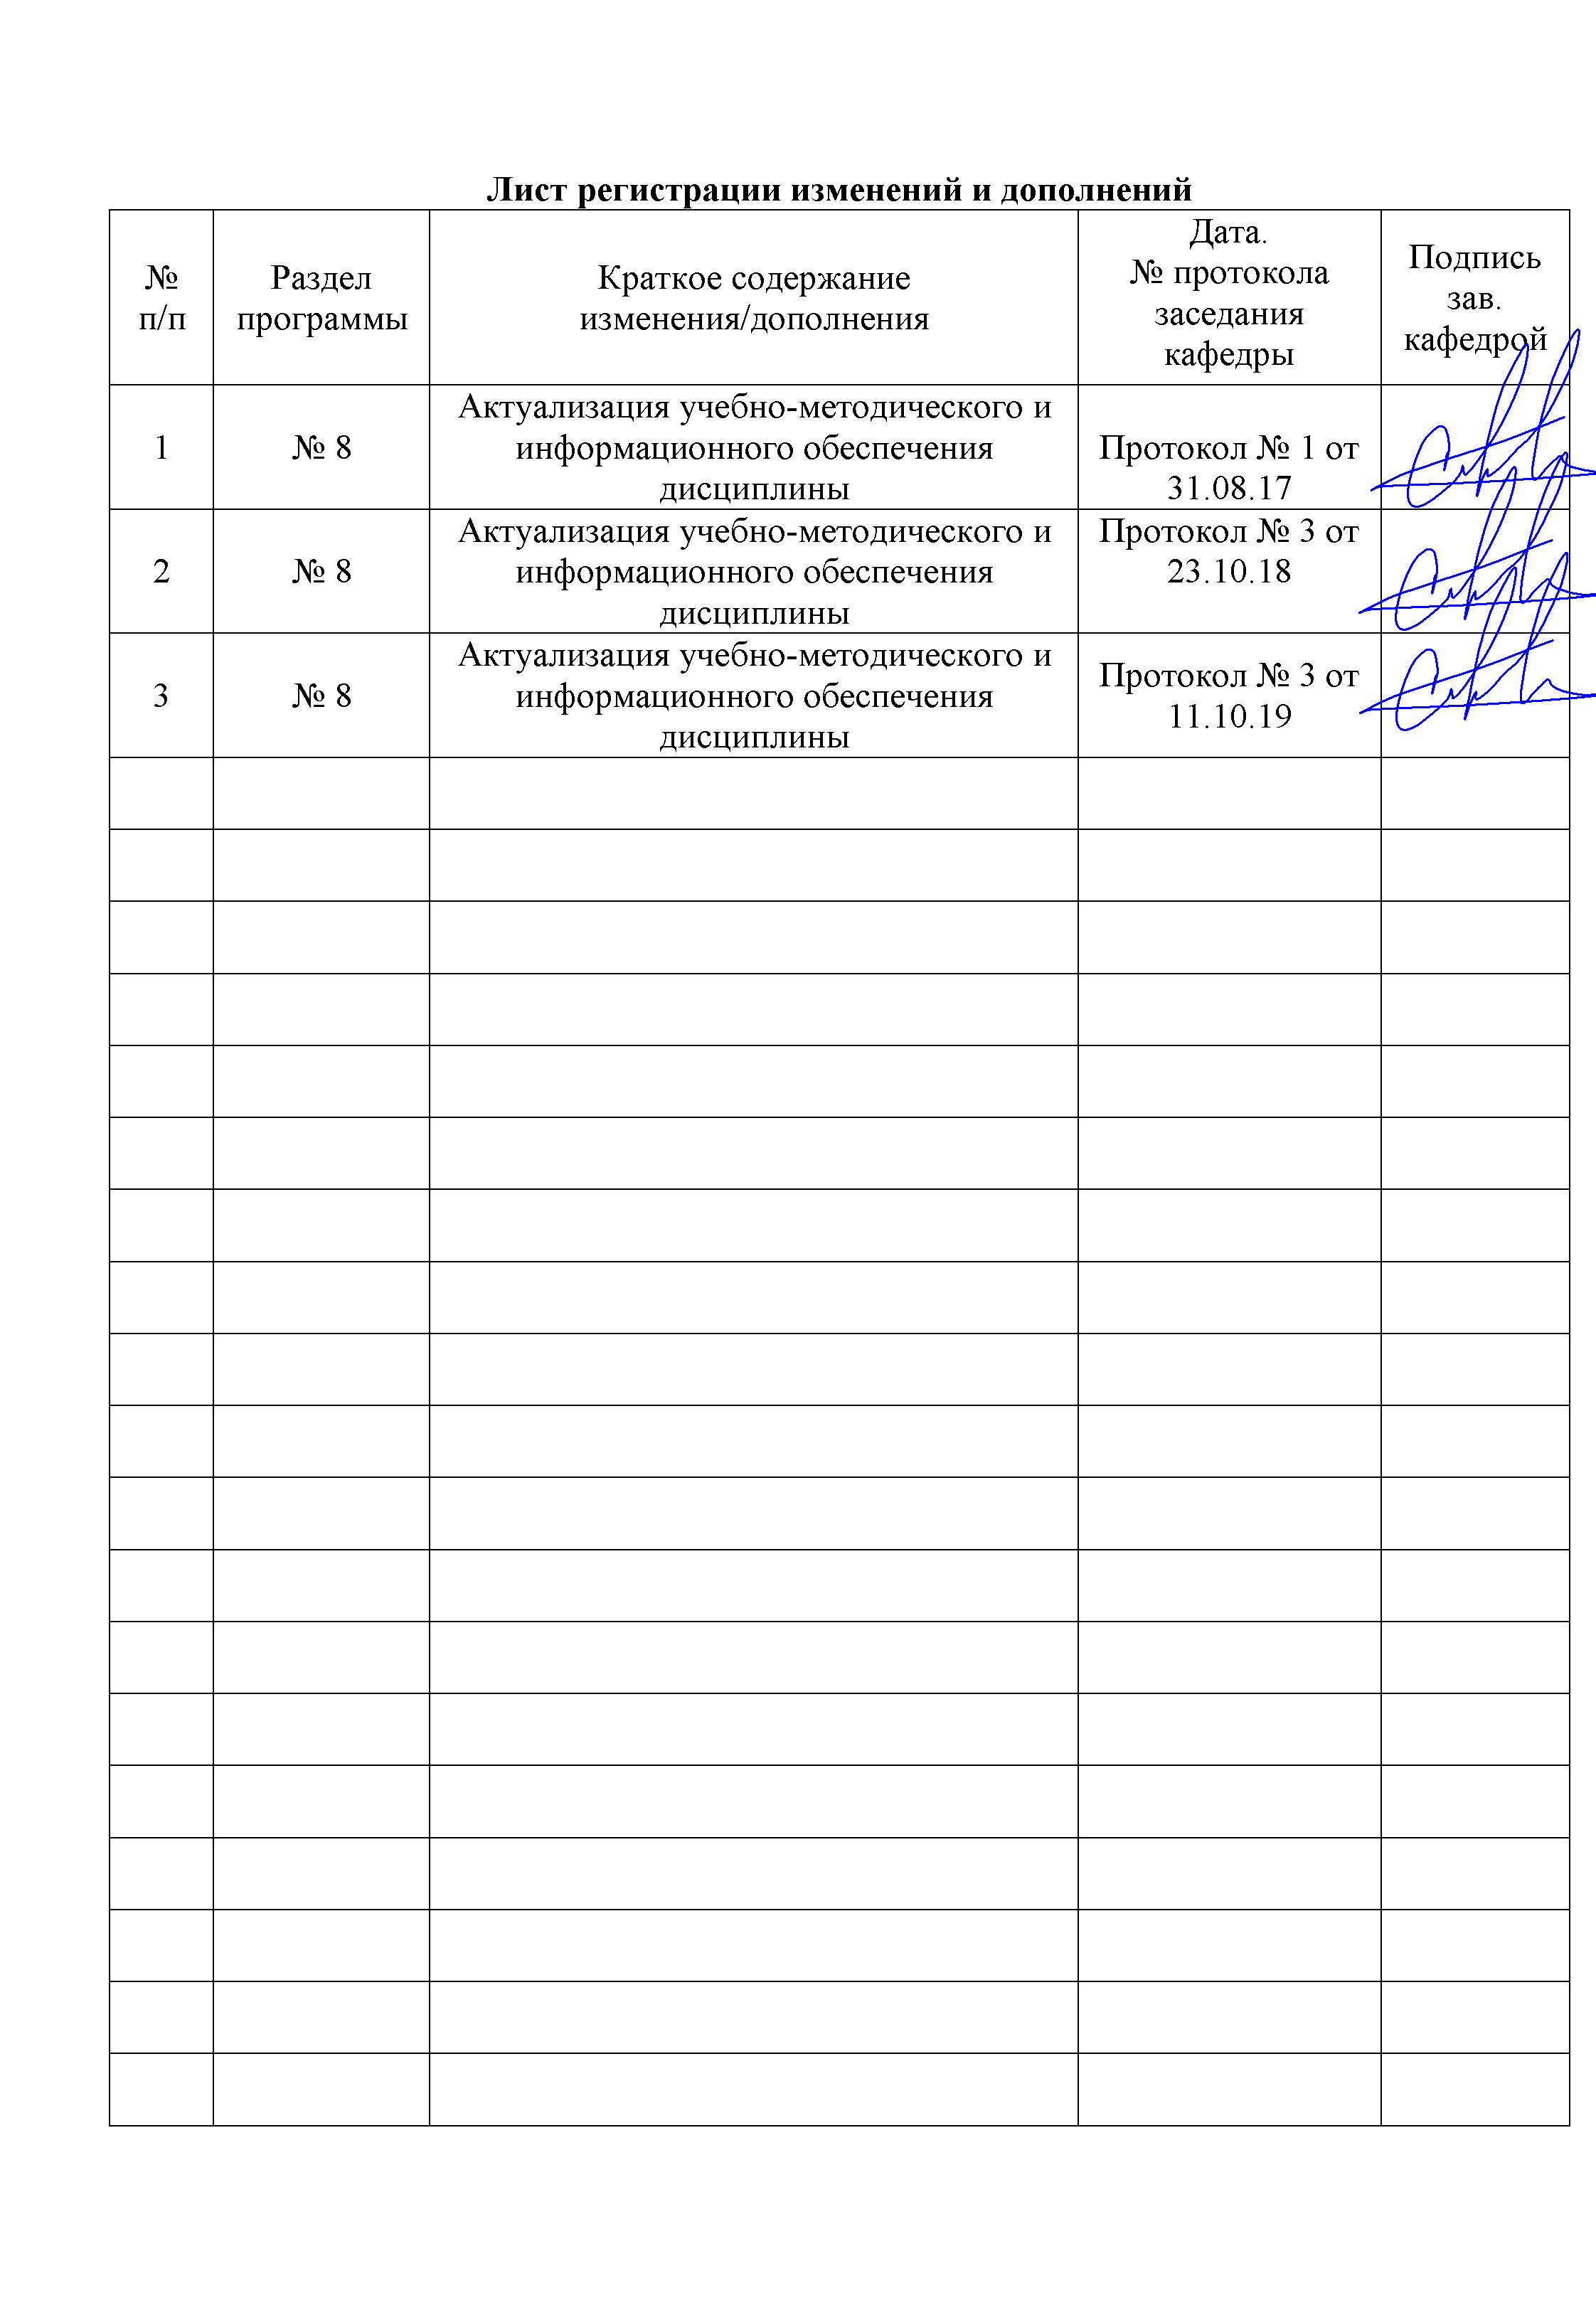 Лист регистрации изменений и дополнений
№
п/п
Раздел
программы
Краткое содержание
изменения/дополнения
Дата.
№ протокола
заседания
кафедры
Подпись
зав.
кафедрой
1
№ 8
Актуализация учебно-методического и
информационного обеспечения
дисциплины
Протокол № 1 от
31.08.17
2
№ 8
Актуализация учебно-методического и
информационного обеспечения
дисциплины
Протокол № 3 от
23.10.18
3
№ 8
Актуализация учебно-методического и
информационного обеспечения
дисциплины
Протокол № 3 от
11.10.19